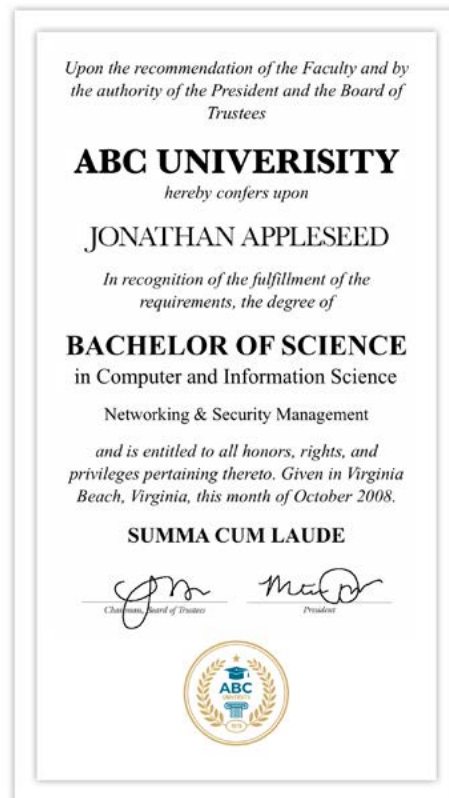 Upon the recommendation of the Faculty and by
the authority of the President and the Board of
Trustees
ABC UNIVERISITY
hereby confers upon
JONATHAN APPLESEED
In recognition of the fulfillment of the
requirements, the degree of
BACHELOR OF SCIENCE
in Computer and Information Science
Networking & Security Management
and is entitled to all honors, rights, and
privileges pertaining thereto. Given in Virginia
Beach, Virginia, this month of October 2008.
SUMMA CUM LAUDE
Chairman, Board of Trustees
President
ABC
UNIVERSITY